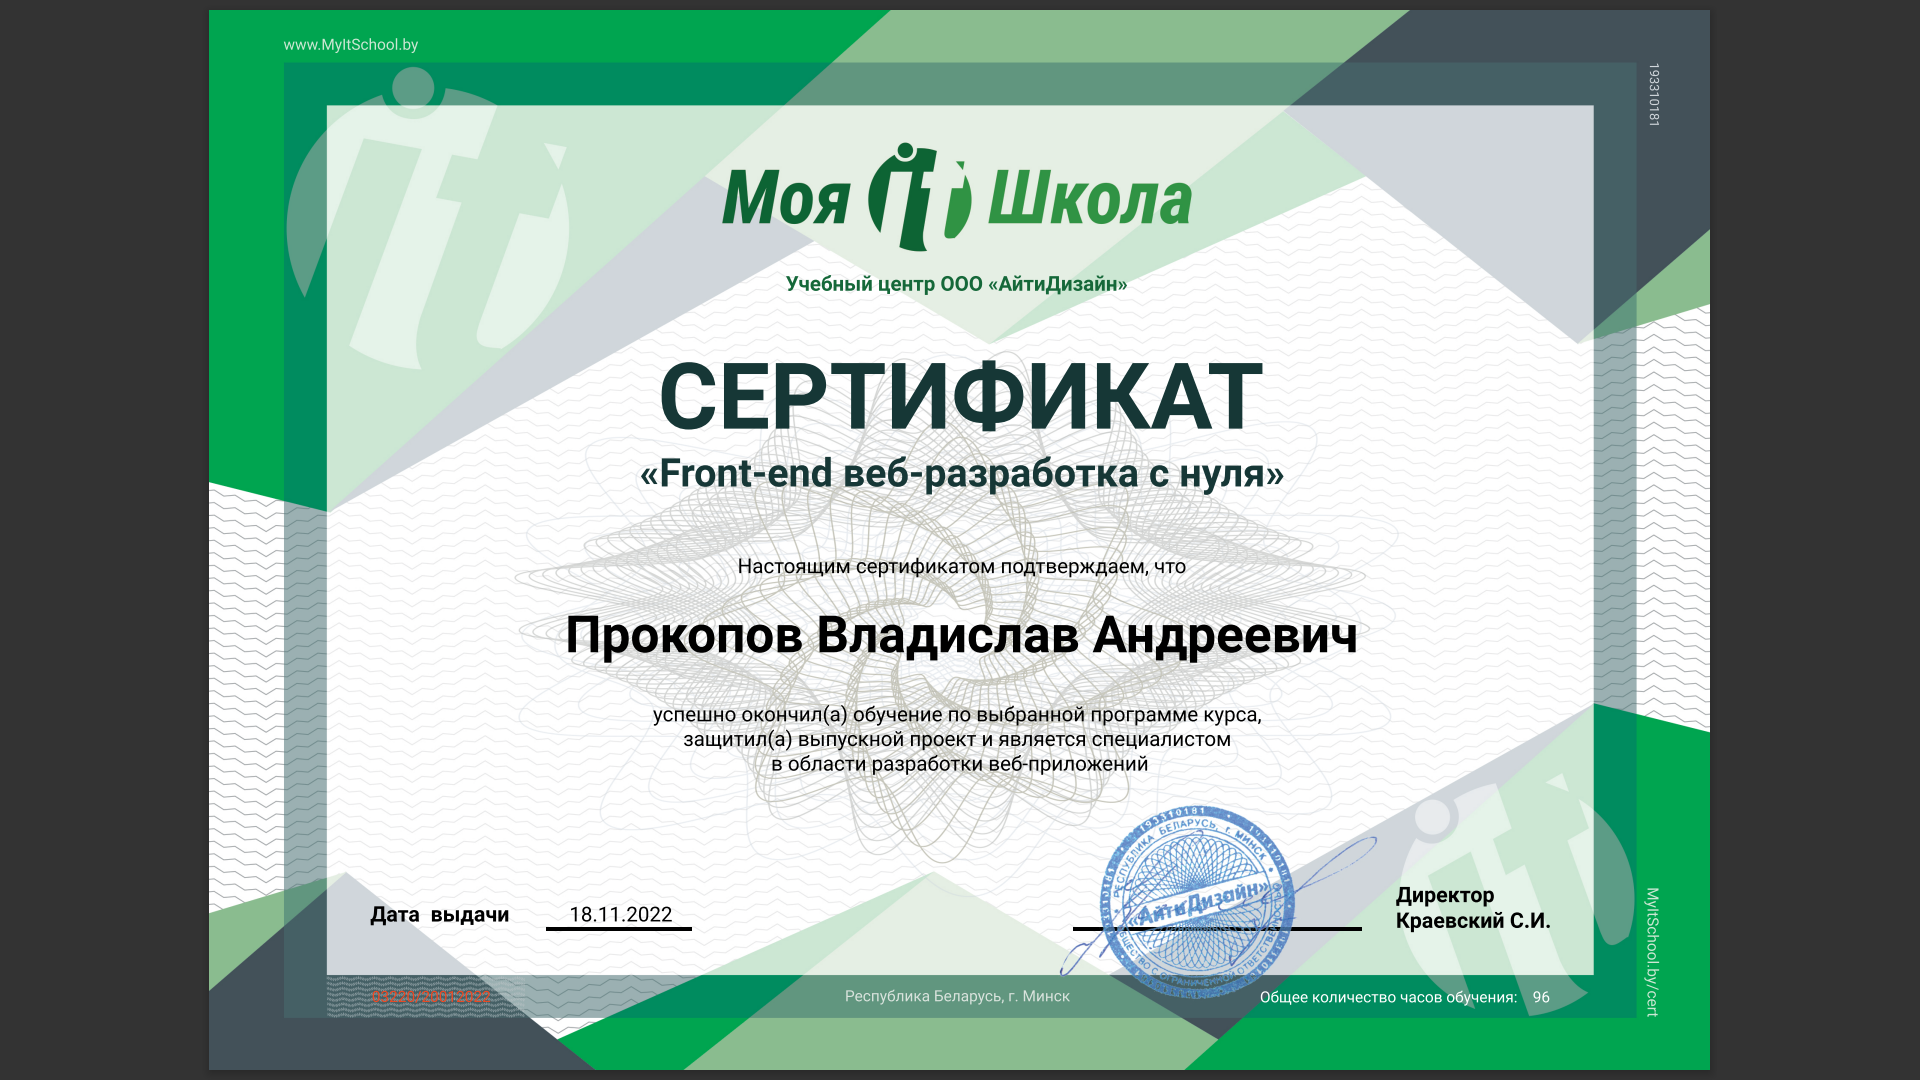 www.MyItSchool.by
193310181
Моя iti Школа
Учебный центр ООО «АйтиДизайн»
СЕРТИФИКАТ
«Front-end веб-разработка с нуля»
Настоящим сертификатом подтверждаем, что
Прокопов Владислав Андреевич
успешно окончил(а) обучение по выбранной программе курса,
защитил(а) выпускной проект и является специалистом
в области разработки веб-приложений
193310181
РЕСПУБЛИКА БЕЛАРУСЬ, г. МИНСК
«АйтиДизайн»
Дата выдачи 18.11.2022
Директор
Краевский С.И.
MyItSchool.by/cert
Республика Беларусь, г. Минск
Общее количество часов обучения: 96